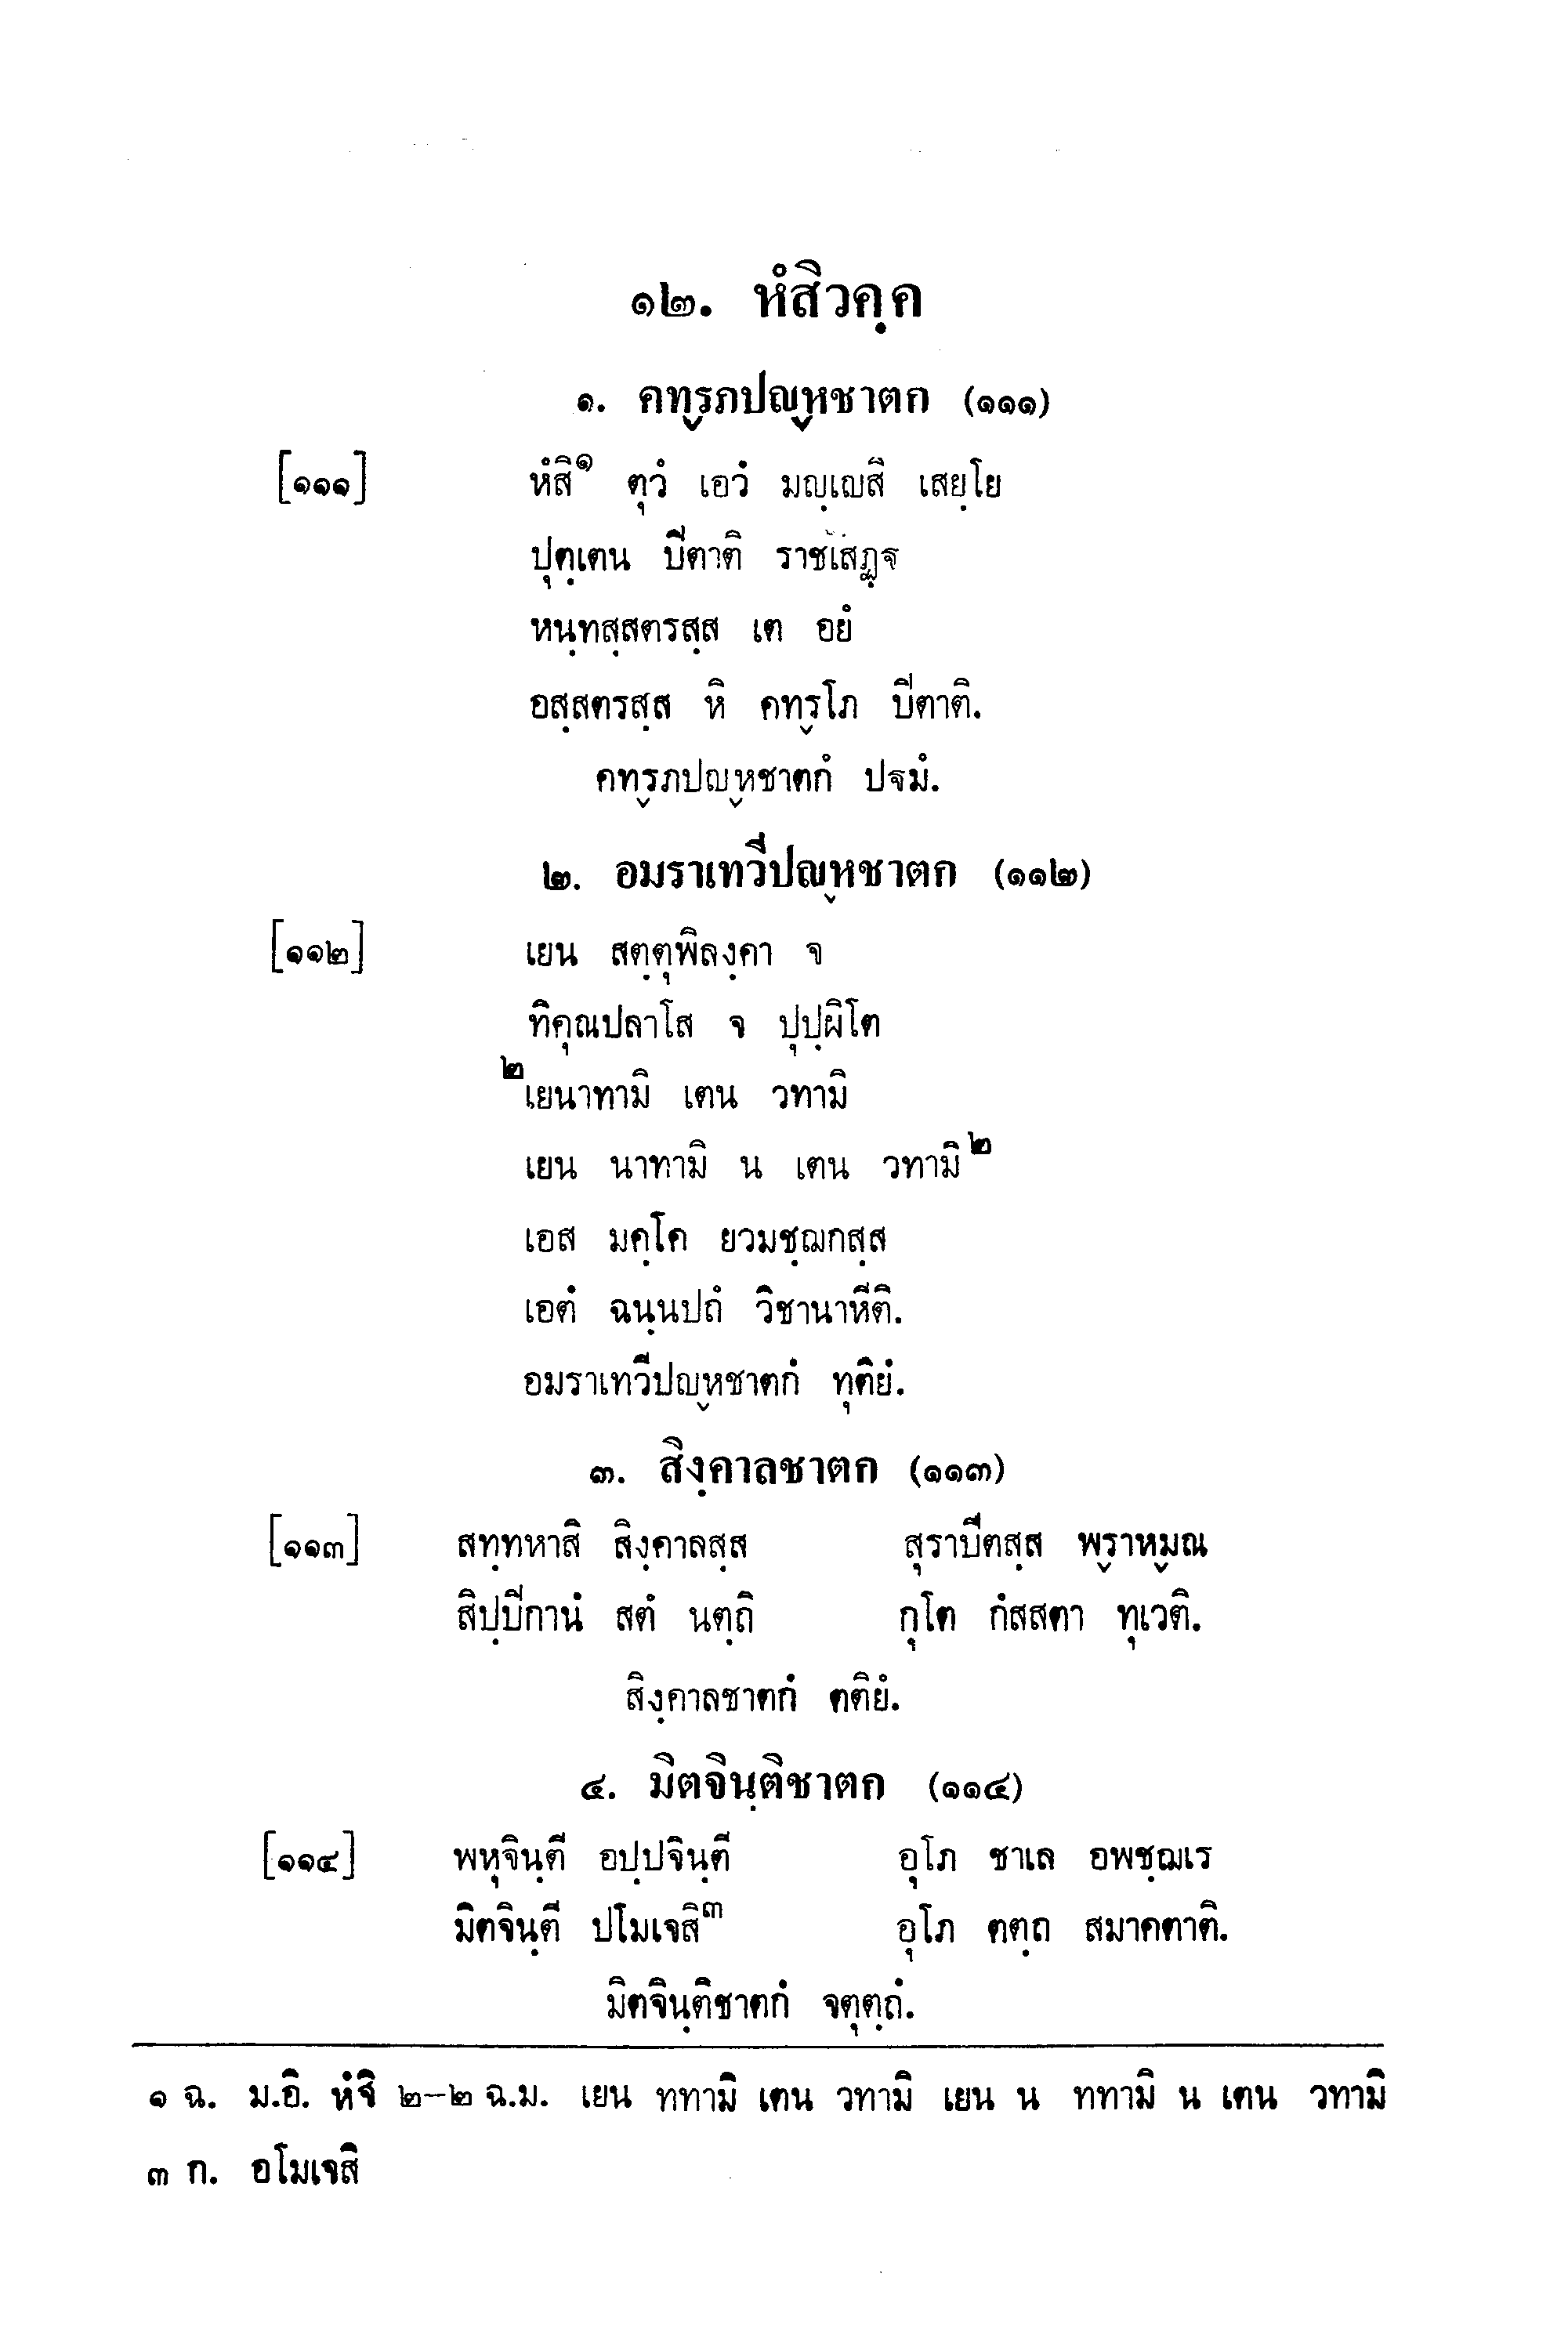 ๑๒. หํสิวคฺค
๑. คท๎รภปญ๎หชาตก (๑๑๑)
[๑๑๑] หํสิ๑ ตุวํ เอวํ มญฺเญสิ เสยฺโย
ปุตฺเตน ปิตาติ ราชเสฏฺฐ
หนฺทสฺสตรสฺส เต อยํ
อสฺสตรสฺส หิ คท๎รโภ ปิตาติ.
คท๎รภปญ๎หชาตกํ ปฐมํ.
๒. อมราเทวีปญ๎หชาตก (๑๑๒)
[๑๑๒] เยน สตฺตุพิลงฺคา จ
ทิคุณปลาโส จ ปุปฺผิโต
๒เยนาทามิ เตน วทามิ
เยน นาทามิ น เตน วทามิ๒
เอส มคฺโค ยวมชฺฌกสฺส
เอตํ ฉนฺนปถํ วิชานาหีติ.
อมราเทวีปญ๎หชาตกํ ทุติยํ.
๓. สิงฺคาลชาตก (๑๑๓)
[๑๑๓] สทฺทหาสิ สิงฺคาลสฺส สุราปีตสฺส พ๎ราห๎มณ
สิปฺปิกานํ สตํ นตฺถิ กุโต กํสสตา ทุเวติ.
สิงฺคาลชาตกํ ตติยํ.
๔. มิตจินฺติชาตก (๑๑๔)
[๑๑๔] พหุจินฺตี อปฺปจินฺตี อุโภ ชาเล อพชฺฌเร
มิตจินฺตี ปโมเจสิ๓ อุโภ ตตฺถ สมาคตาติ.
มิตจินฺติชาตกํ จตุตฺถํ.
๑ ฉ. ม.อิ. หํจิ ๒-๒ ฉ.ม. เยน ททามิ เตน วทามิ เยน น ททามิ น เตน วทามิ
๓ ก. อโมเจสิ